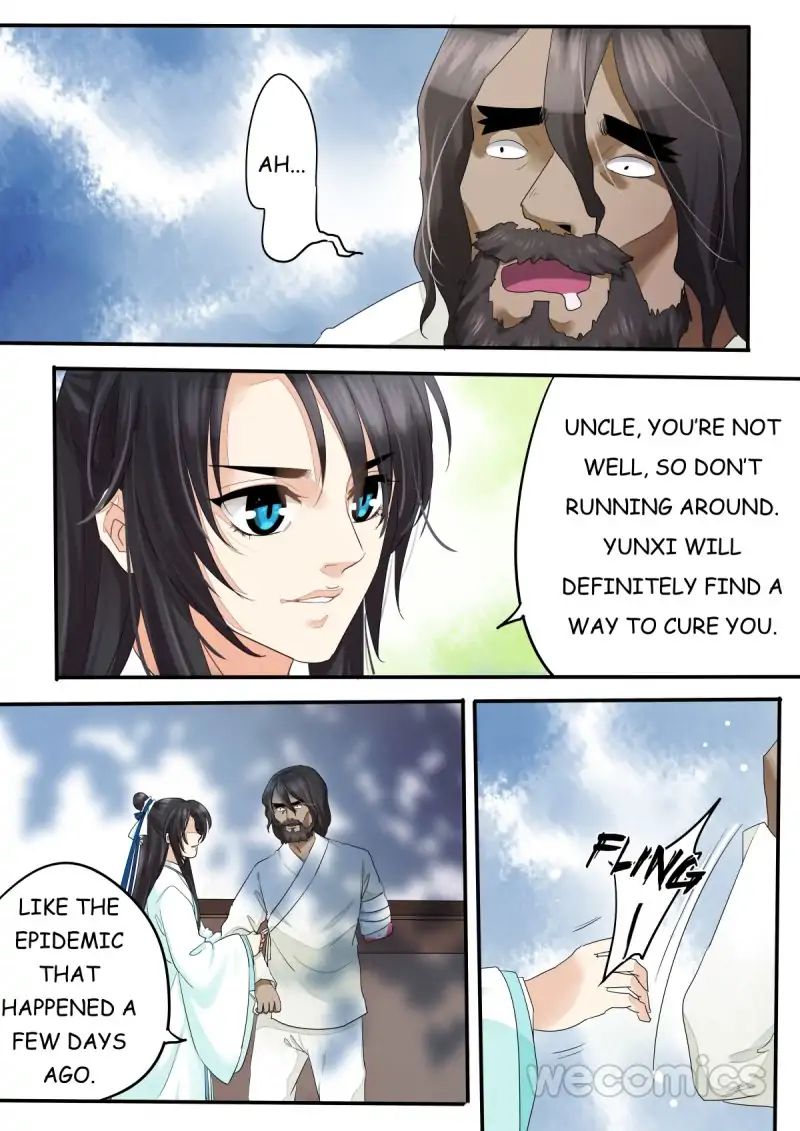 AH...
UNCLE, YOU'RE NOT
WELL, SO DON'T
RUNNING AROUND.
YUNXI WILL
DEFINITELY FIND A
WAY TO CURE YOU.
LIKE THE
EPIDEMIC
THAT
HAPPENED A
FEW DAYS
AGO.
FLING
wecomics